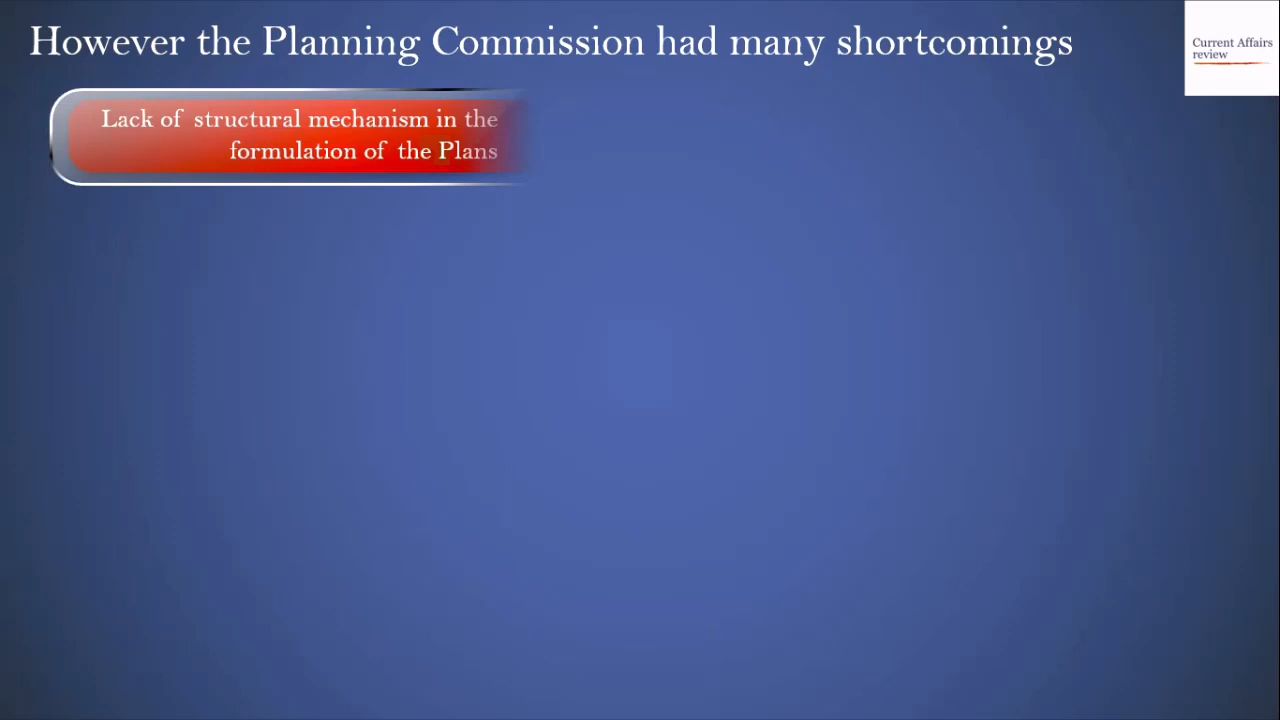 However the Planning Commission had many shortcomings
Current Affairs
review
Lack of structural mechanism in the
formulation of the Plans